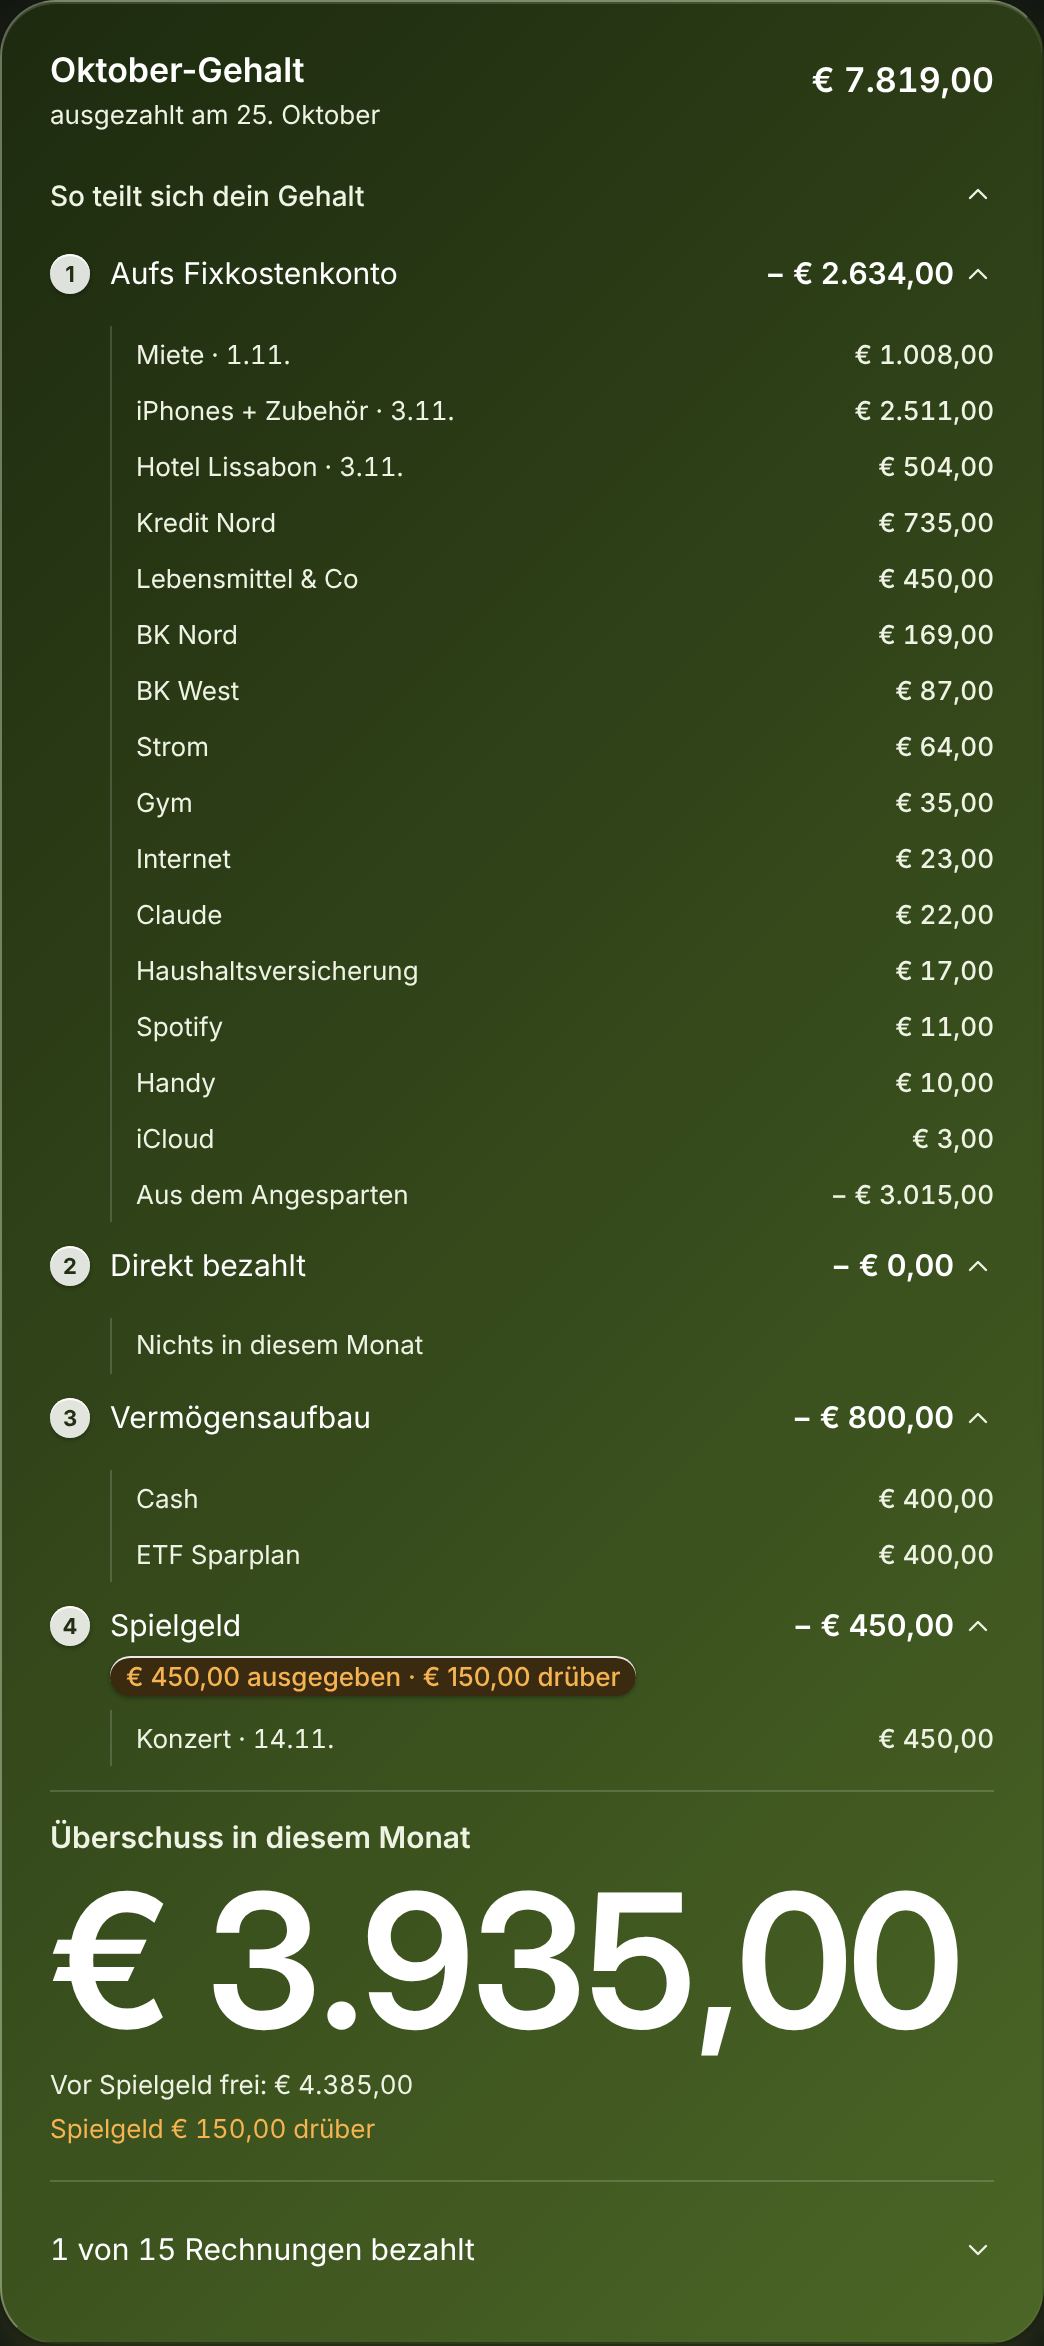 Oktober-Gehalt
€ 7.819,00
ausgezahlt am 25. Oktober
So teilt sich dein Gehalt
1 Aufs Fixkostenkonto – € 2.634,00
Miete · 1.11. € 1.008,00
iPhones + Zubehör · 3.11. € 2.511,00
Hotel Lissabon · 3.11. € 504,00
Kredit Nord € 735,00
Lebensmittel & Co € 450,00
BK Nord € 169,00
BK West € 87,00
Strom € 64,00
Gym € 35,00
Internet € 23,00
Claude € 22,00
Haushaltsversicherung € 17,00
Spotify € 11,00
Handy € 10,00
iCloud € 3,00
Aus dem Angesparten – € 3.015,00
2 Direkt bezahlt – € 0,00
Nichts in diesem Monat
3 Vermögensaufbau – € 800,00
Cash € 400,00
ETF Sparplan € 400,00
4 Spielgeld – € 450,00
€ 450,00 ausgegeben · € 150,00 drüber
Konzert · 14.11. € 450,00
Überschuss in diesem Monat
€ 3.935,00
Vor Spielgeld frei: € 4.385,00
Spielgeld € 150,00 drüber
1 von 15 Rechnungen bezahlt